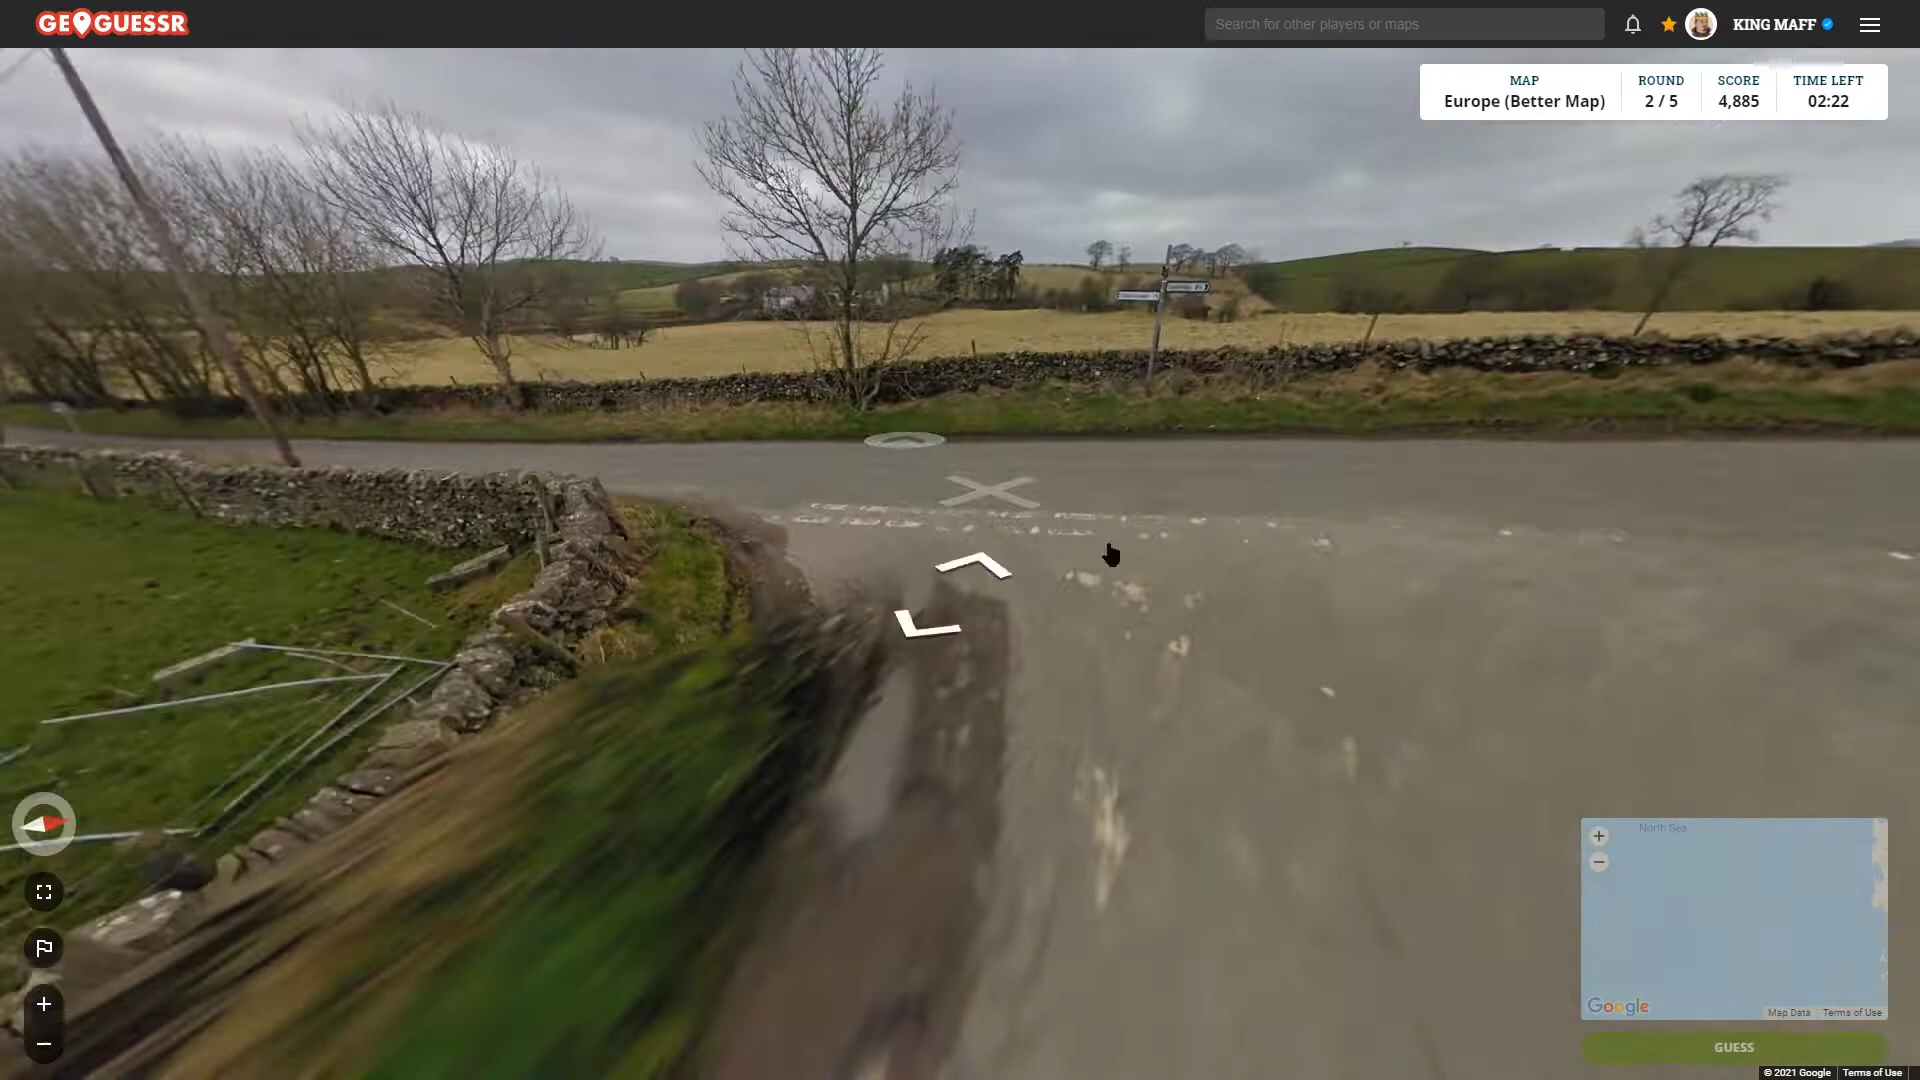 GEOGUESSR
Search for other players or maps
KING MAFF
MAP
Europe (Better Map)
ROUND
2 / 5
SCORE
4,885
TIME LEFT
02:22
North Sea
Google
Map Data
Terms of Use
GUESS
© 2021 Google
Terms of Use